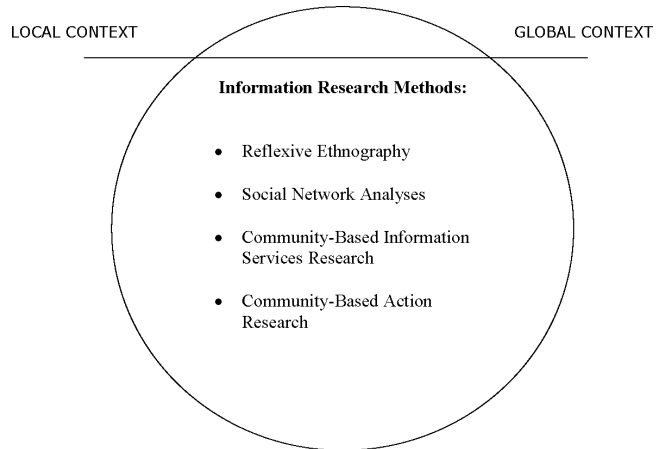 LOCAL CONTEXT
GLOBAL CONTEXT
Information Research Methods:
• Reflexive Ethnography
• Social Network Analyses
• Community-Based Information
Services Research
• Community-Based Action
Research